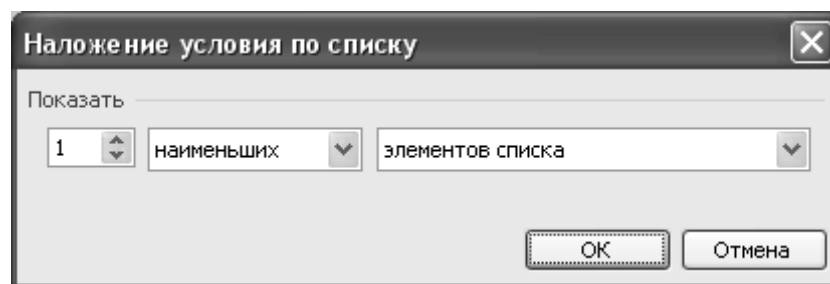 Наложение условия по списку
Показать
1 наименьших элементов списка
ОК Отмена